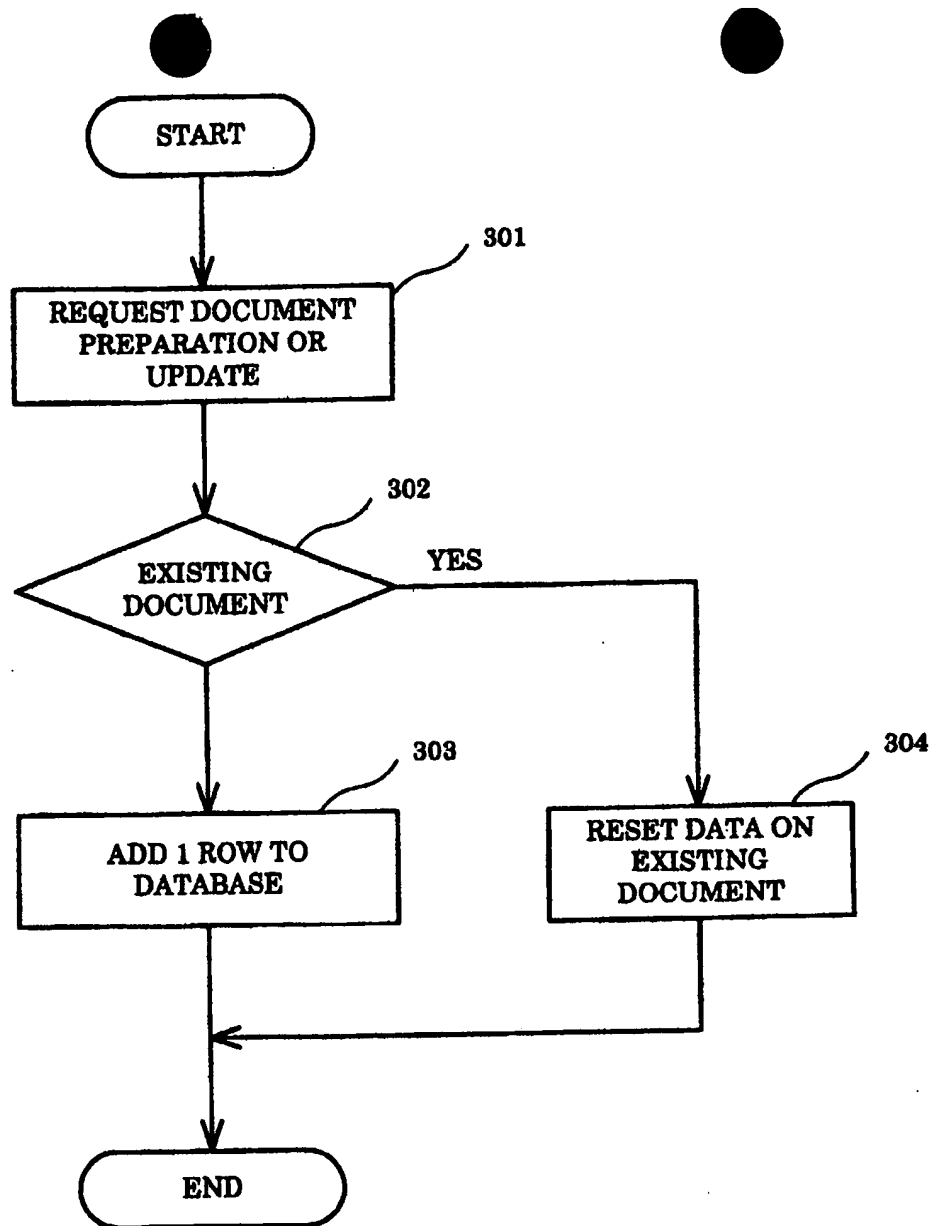 START
301
REQUEST DOCUMENT
PREPARATION OR
UPDATE
302
EXISTING
DOCUMENT
YES
303
ADD 1 ROW TO
DATABASE
304
RESET DATA ON
EXISTING
DOCUMENT
END